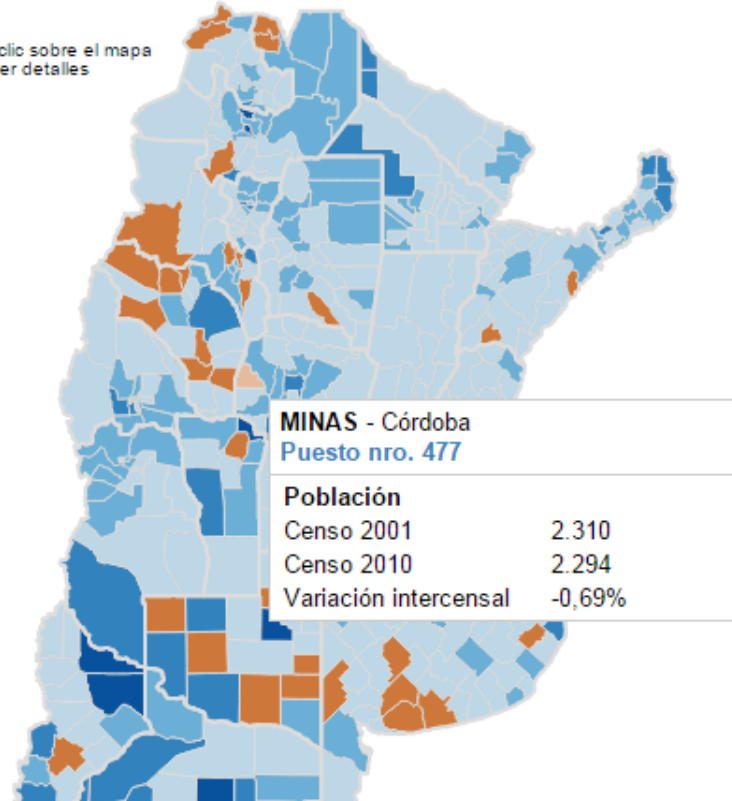 clic sobre el mapa
er detalles
MINAS - Córdoba
Puesto nro. 477
Población
Censo 2001 2.310
Censo 2010 2.294
Variación intercensal -0,69%